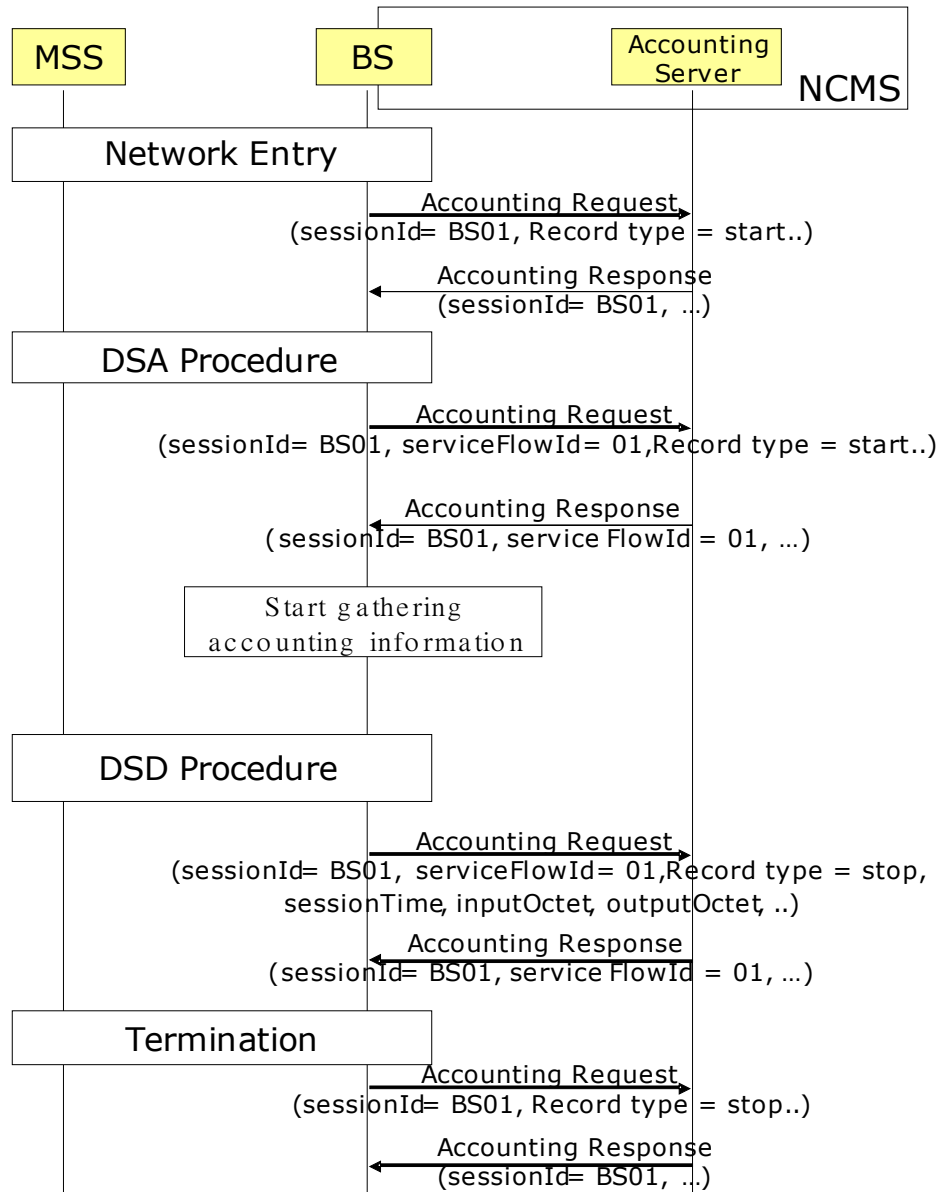 MSS
BS
Accounting
Server
NCMS
Network Entry
Accounting Request
(sessionId= BS01, Record type = start..)
Accounting Response
(sessionId= BS01, …)
DSA Procedure
Accounting Request
(sessionId= BS01, serviceFlowId= 01,Record type = start..)
Accounting Response
(sessionId= BS01, service FlowId = 01, …)
Start gathering
accounting information
DSD Procedure
Accounting Request
(sessionId= BS01, serviceFlowId= 01,Record type = stop,
sessionTime, inputOctet, outputOctet, ..)
Accounting Response
(sessionId= BS01, service FlowId = 01, …)
Termination
Accounting Request
(sessionId= BS01, Record type = stop..)
Accounting Response
(sessionId= BS01, …)